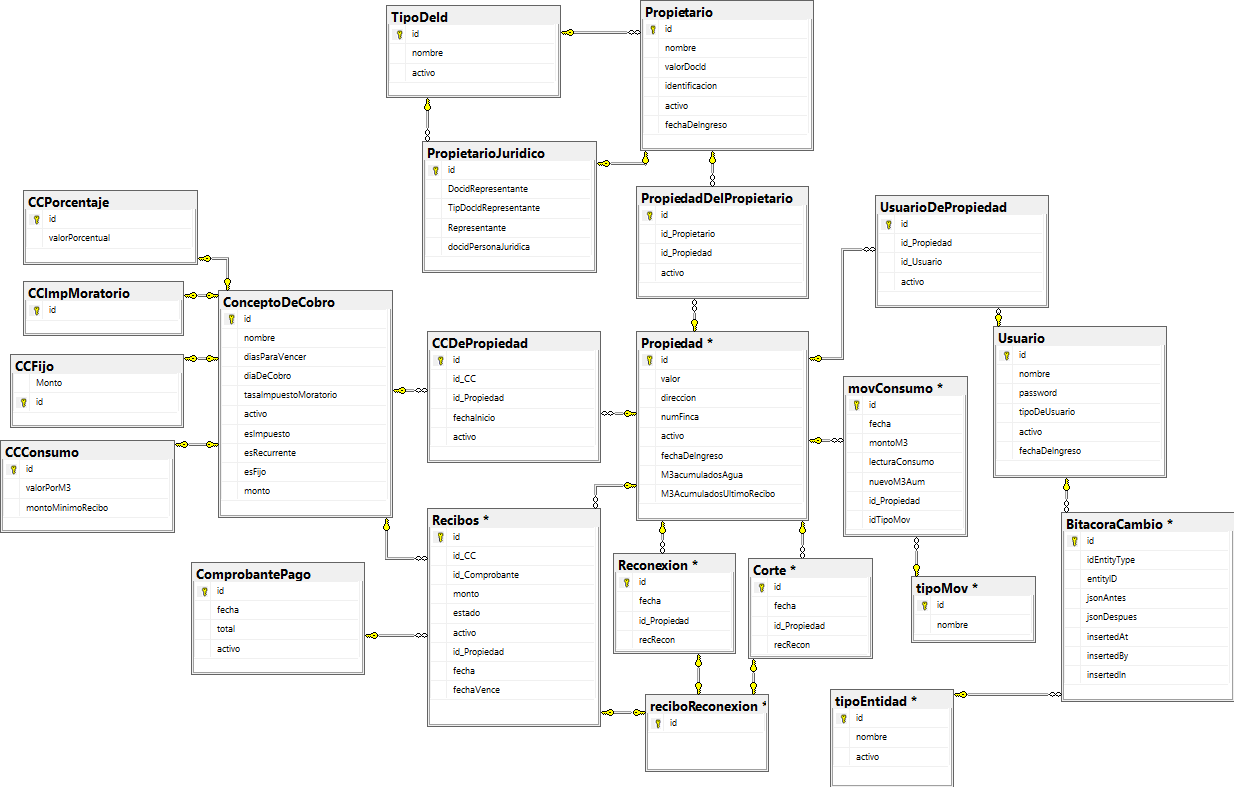 TipoDeId
id
nombre
activo
Propietario
id
nombre
valorDocId
identificacion
activo
fechaDeIngreso
PropietarioJuridico
id
DocidRepresentante
TipDocIdRepresentante
Representante
docidPersonaJuridica
PropiedadDelPropietario
id
id_Propietario
id_Propiedad
activo
UsuarioDePropiedad
id
id_Propiedad
id_Usuario
activo
CCPorcentaje
id
valorPorcentual
CCImpMoratorio
id
CCFijo
Monto
id
CCConsumo
id
valorPorM3
montoMinimoRecibo
ConceptoDeCobro
id
nombre
diasParaVencer
diaDeCobro
tasaImpuestoMoratorio
activo
esImpuesto
esRecurrente
esFijo
monto
CCDePropiedad
id
id_CC
id_Propiedad
fechaInicio
activo
Propiedad *
id
valor
direccion
numFinca
activo
fechaDeIngreso
M3acumuladosAgua
M3AcumuladosUltimoRecibo
movConsumo *
id
fecha
montoM3
lecturaConsumo
nuevoM3Aum
id_Propiedad
idTipoMov
Usuario
id
nombre
password
tipoDeUsuario
activo
fechaDeIngreso
ComprobantePago
id
fecha
total
activo
Recibos *
id
id_CC
id_Comprobante
monto
estado
activo
id_Propiedad
fecha
fechaVence
Reconexion *
id
fecha
id_Propiedad
recRecon
Corte *
id
fecha
id_Propiedad
recRecon
tipoMov *
id
nombre
BitacoraCambio *
id
idEntityType
entityID
jsonAntes
jsonDespues
insertedAt
insertedBy
insertedIn
reciboReconexion *
id
tipoEntidad *
id
nombre
activo